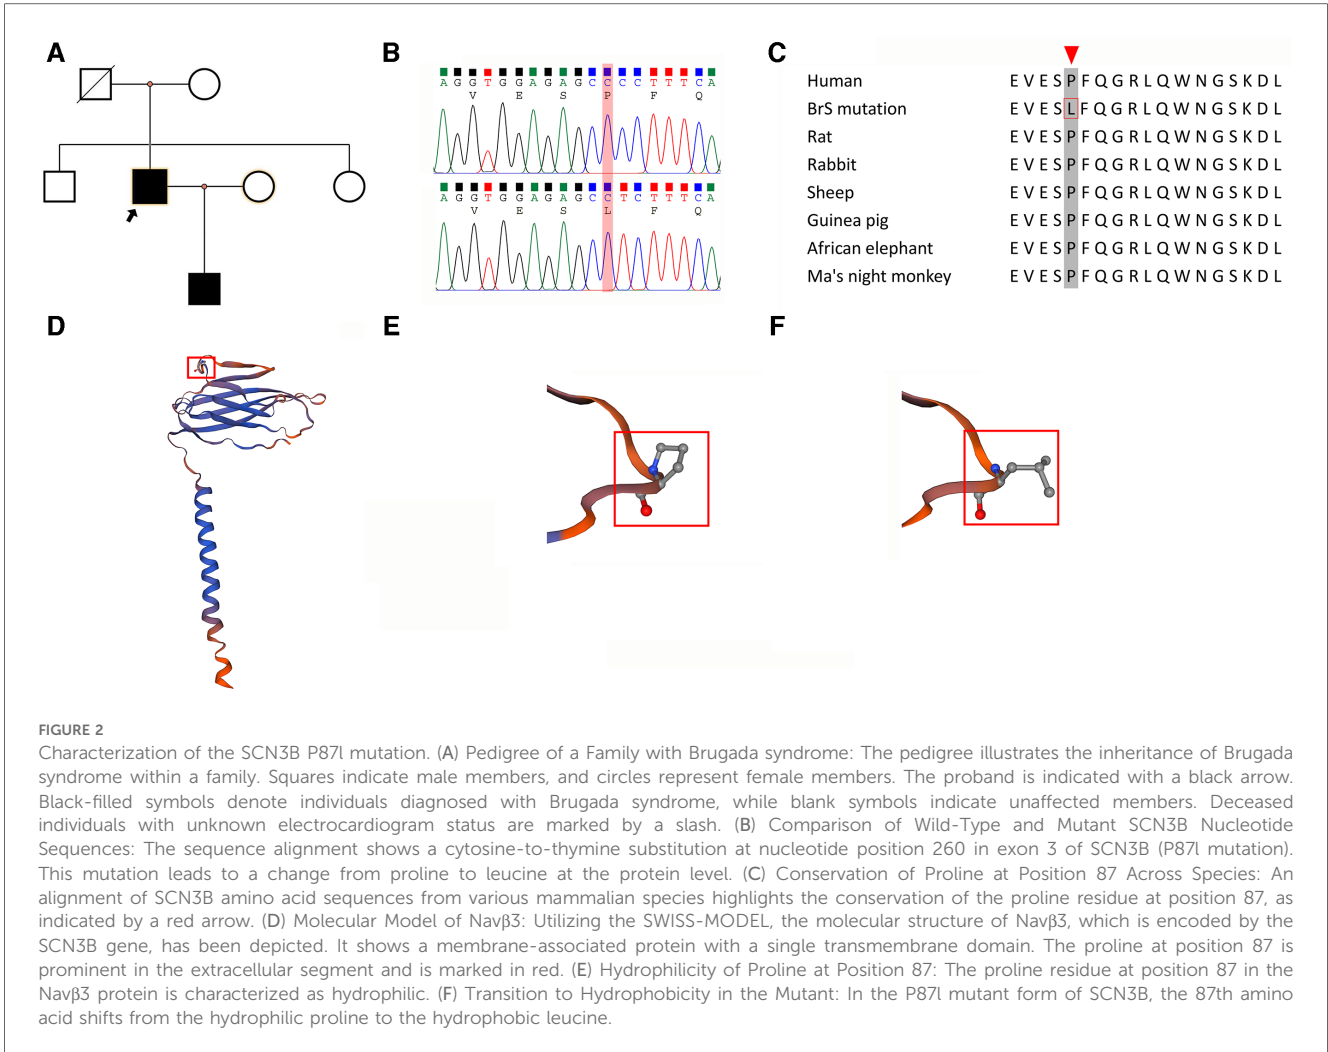 A
B
C
A G G T G G A G A G C C C C T T T C A
V E S P F Q
A G G T G G A G A G C C T C T T T C A
V E S L F Q
Human E V E S P F Q G R L Q W N G S K D L
BrS mutation E V E S L F Q G R L Q W N G S K D L
Rat E V E S P F Q G R L Q W N G S K D L
Rabbit E V E S P F Q G R L Q W N G S K D L
Sheep E V E S P F Q G R L Q W N G S K D L
Guinea pig E V E S P F Q G R L Q W N G S K D L
African elephant E V E S P F Q G R L Q W N G S K D L
Ma's night monkey E V E S P F Q G R L Q W N G S K D L
D
E
F
FIGURE 2
Characterization of the SCN3B P87l mutation. (A) Pedigree of a Family with Brugada syndrome: The pedigree illustrates the inheritance of Brugada
syndrome within a family. Squares indicate male members, and circles represent female members. The proband is indicated with a black arrow.
Black-filled symbols denote individuals diagnosed with Brugada syndrome, while blank symbols indicate unaffected members. Deceased
individuals with unknown electrocardiogram status are marked by a slash. (B) Comparison of Wild-Type and Mutant SCN3B Nucleotide
Sequences: The sequence alignment shows a cytosine-to-thymine substitution at nucleotide position 260 in exon 3 of SCN3B (P87l mutation).
This mutation leads to a change from proline to leucine at the protein level. (C) Conservation of Proline at Position 87 Across Species: An
alignment of SCN3B amino acid sequences from various mammalian species highlights the conservation of the proline residue at position 87, as
indicated by a red arrow. (D) Molecular Model of Navβ3: Utilizing the SWISS-MODEL, the molecular structure of Navβ3, which is encoded by the
SCN3B gene, has been depicted. It shows a membrane-associated protein with a single transmembrane domain. The proline at position 87 is
prominent in the extracellular segment and is marked in red. (E) Hydrophilicity of Proline at Position 87: The proline residue at position 87 in the
Navβ3 protein is characterized as hydrophilic. (F) Transition to Hydrophobicity in the Mutant: In the P87l mutant form of SCN3B, the 87th amino
acid shifts from the hydrophilic proline to the hydrophobic leucine.